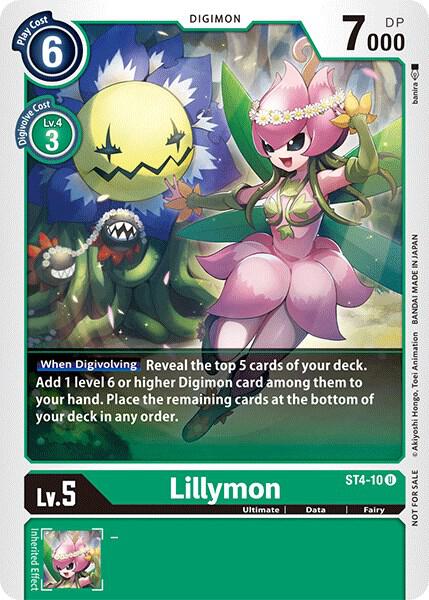 Play Cost
6
DIGIMON
7000 DP
Digivolve Cost
Lv.4
3
banira
When Digivolving Reveal the top 5 cards of your deck.
Add 1 level 6 or higher Digimon card among them to
your hand. Place the remaining cards at the bottom of
your deck in any order.
© Akiyoshi Hongo, Toei Animation BANDAI MADE IN JAPAN
NOT FOR SALE
Lv.5
Lillymon
ST4-10 U
Ultimate | Data | Fairy
Inherited Effect
–